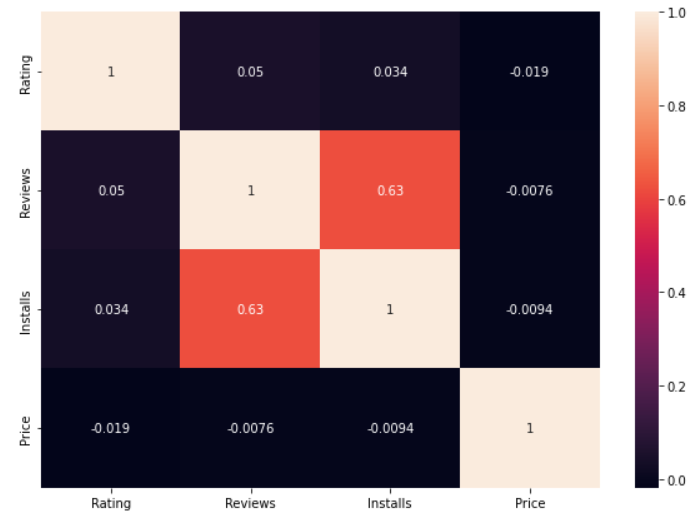 1.0
Rating 1 0.05 0.034 -0.019
0.8
Reviews 0.05 1 0.63 -0.0076
0.6
0.4
Installs 0.034 0.63 1 -0.0094
0.2
Price -0.019 -0.0076 -0.0094 1
0.0
Rating Reviews Installs Price